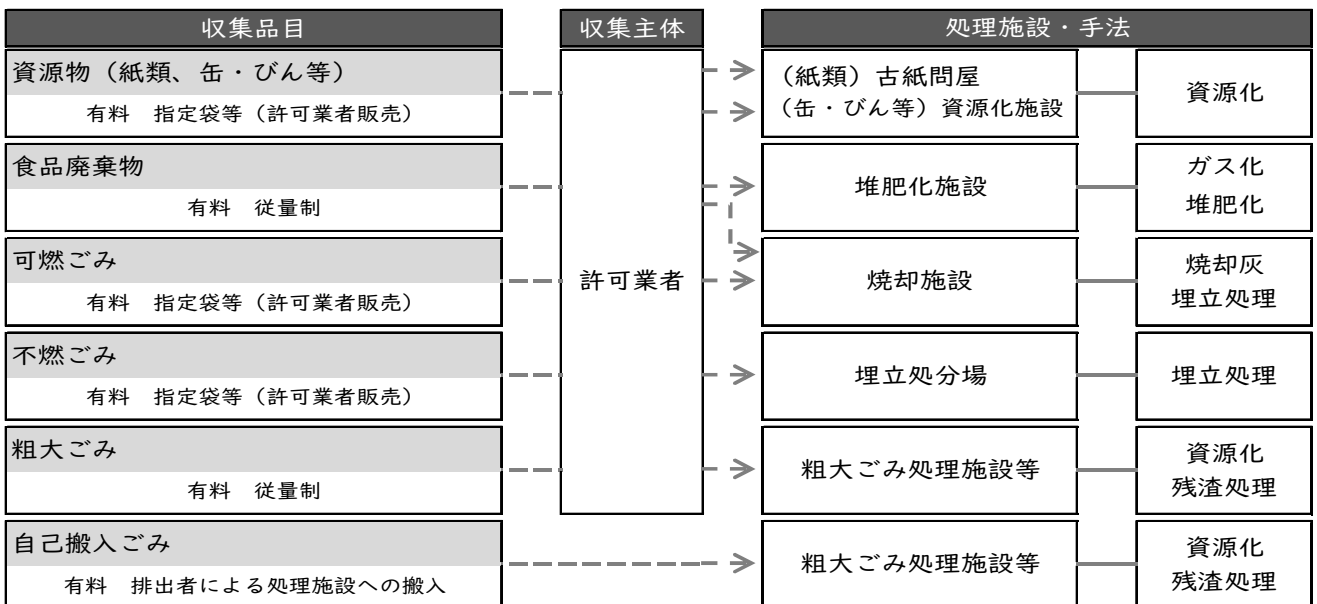 収集品目
収集主体
処理施設・手法
資源物（紙類、缶・びん等）
有料　指定袋等（許可業者販売）
（紙類）古紙問屋
（缶・びん等）資源化施設
資源化
食品廃棄物
有料　従量制
堆肥化施設
ガス化
堆肥化
可燃ごみ
有料　指定袋等（許可業者販売）
許可業者
焼却施設
焼却灰
埋立処理
不燃ごみ
有料　指定袋等（許可業者販売）
埋立処分場
埋立処理
粗大ごみ
有料　従量制
粗大ごみ処理施設等
資源化
残渣処理
自己搬入ごみ
有料　排出者による処理施設への搬入
粗大ごみ処理施設等
資源化
残渣処理